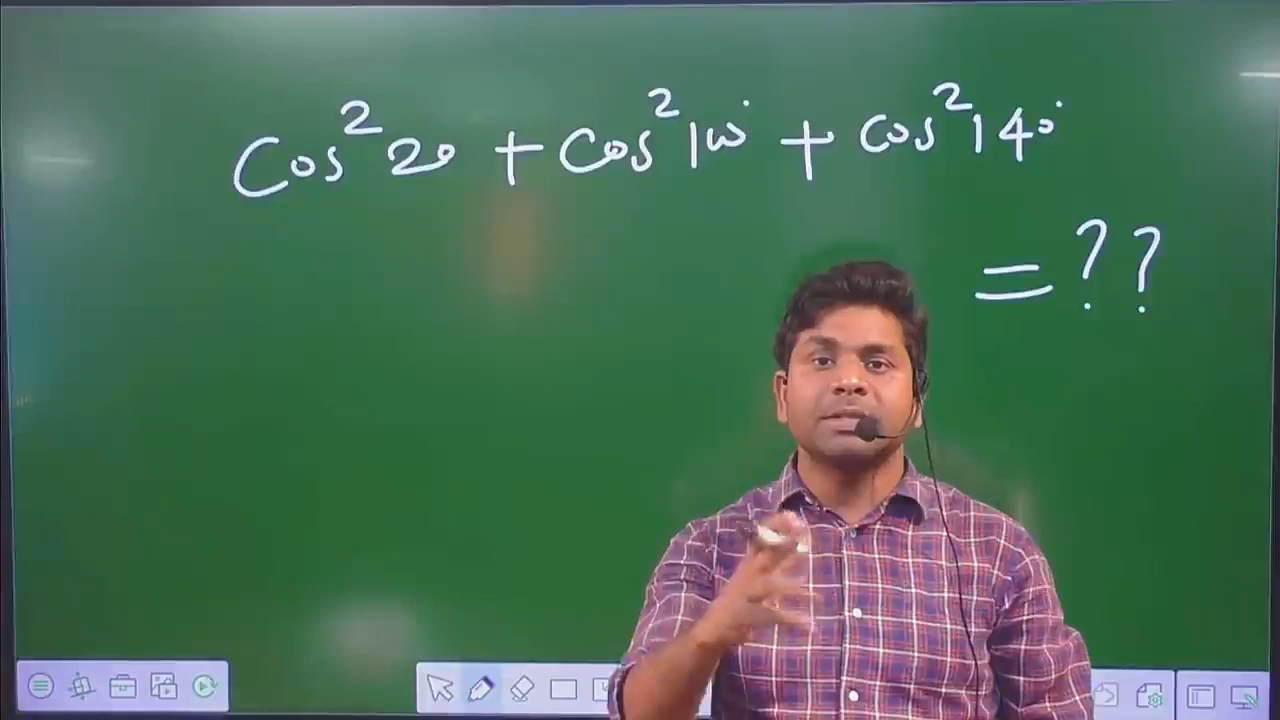 Cos²20 + Cos²100° + Cos²140°
= ??